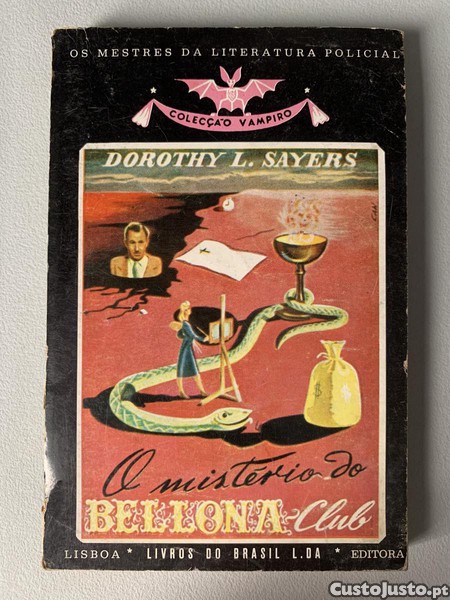 OS MESTRES DA LITERATURA POLICIAL
* COLECÇÃO VAMPIRO *
DOROTHY L. SAYERS
O mistério do
BELLONA-Club
LISBOA * LIVROS DO BRASIL L.DA * EDITORA
CustoJusto.pt